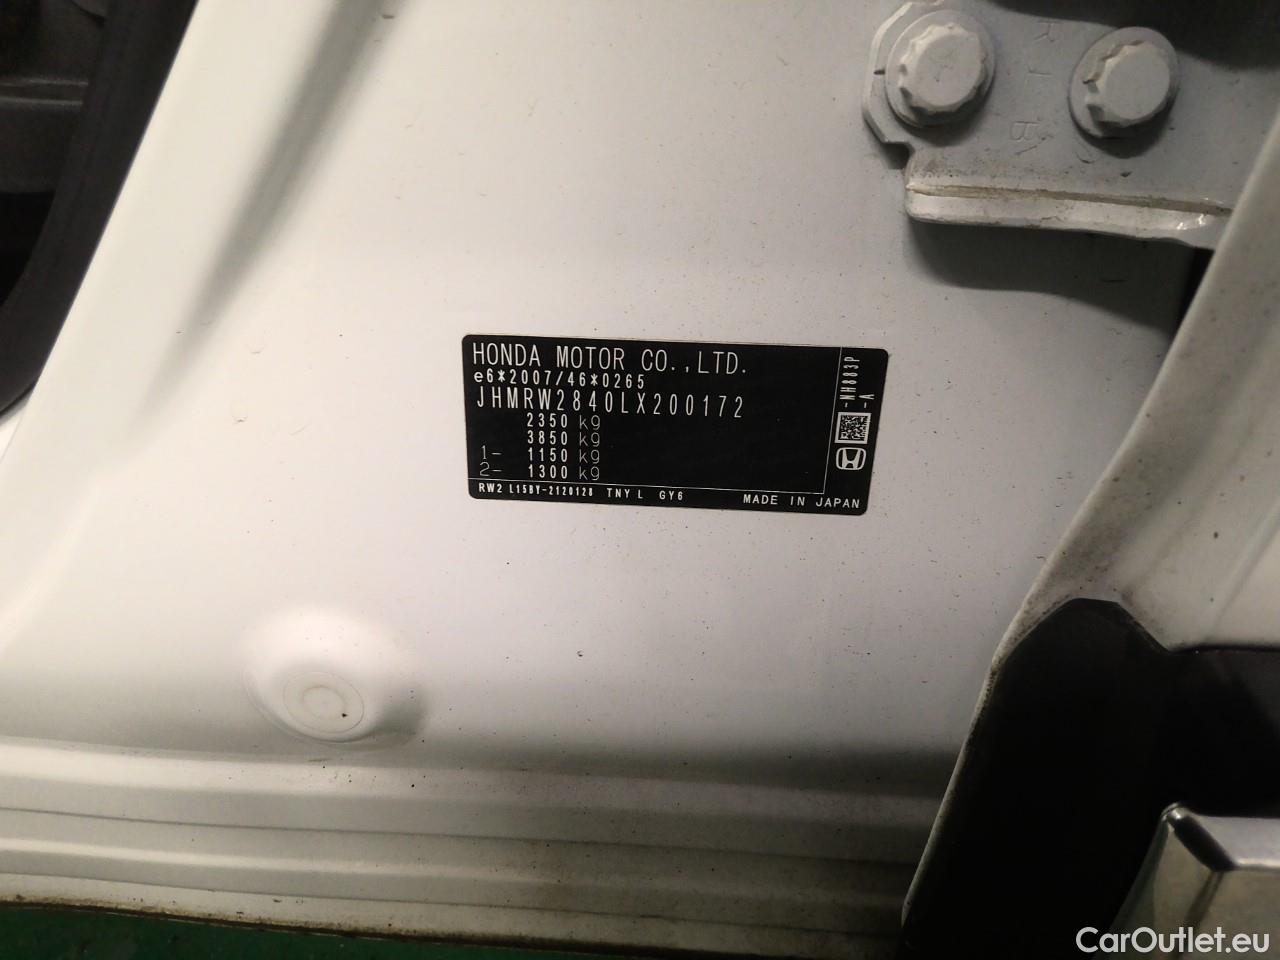 HONDA MOTOR CO.,LTD.
e6*2007/46*0265
JHMRW2840LX200172
2350 kg
3850 kg
1- 1150 kg
2- 1300 kg
RW2 L15BY-2120128 TNY L GY6
MADE IN JAPAN
-NH883P
-A
CarOutlet.eu